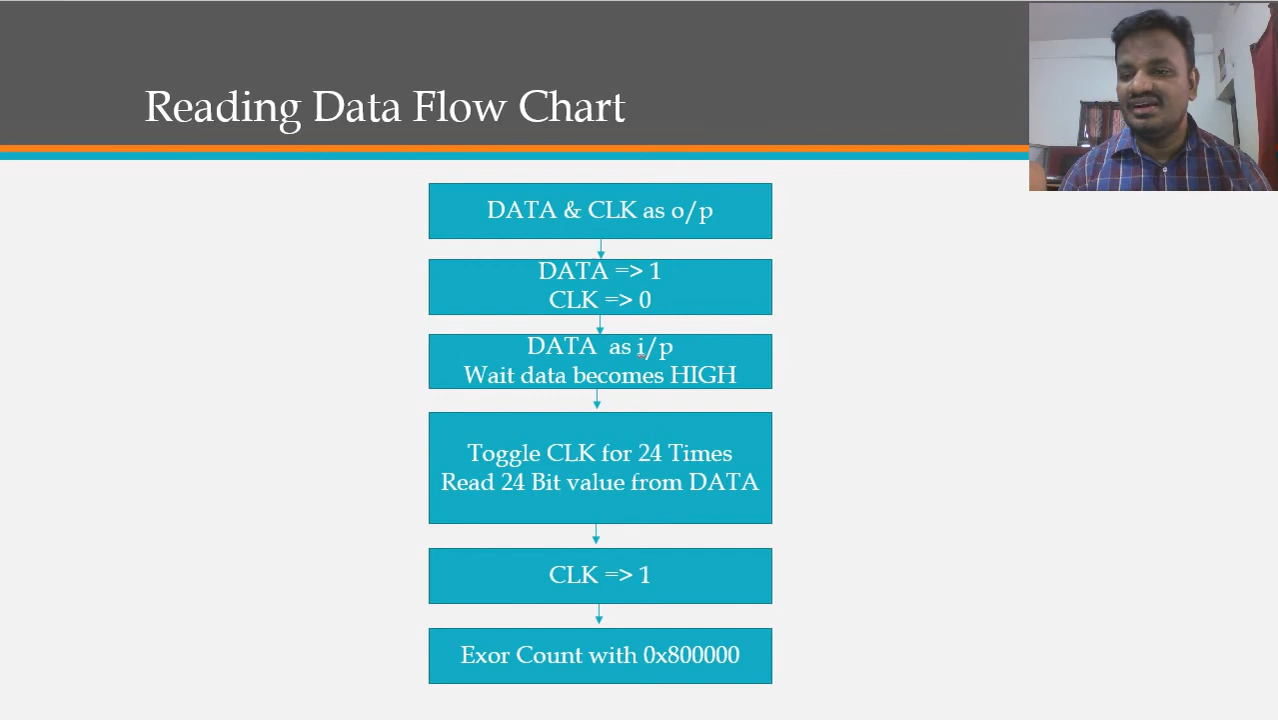 Reading Data Flow Chart
DATA & CLK as o/p
DATA => 1
CLK => 0
DATA as i/p
Wait data becomes HIGH
Toggle CLK for 24 Times
Read 24 Bit value from DATA
CLK => 1
Exor Count with 0x800000